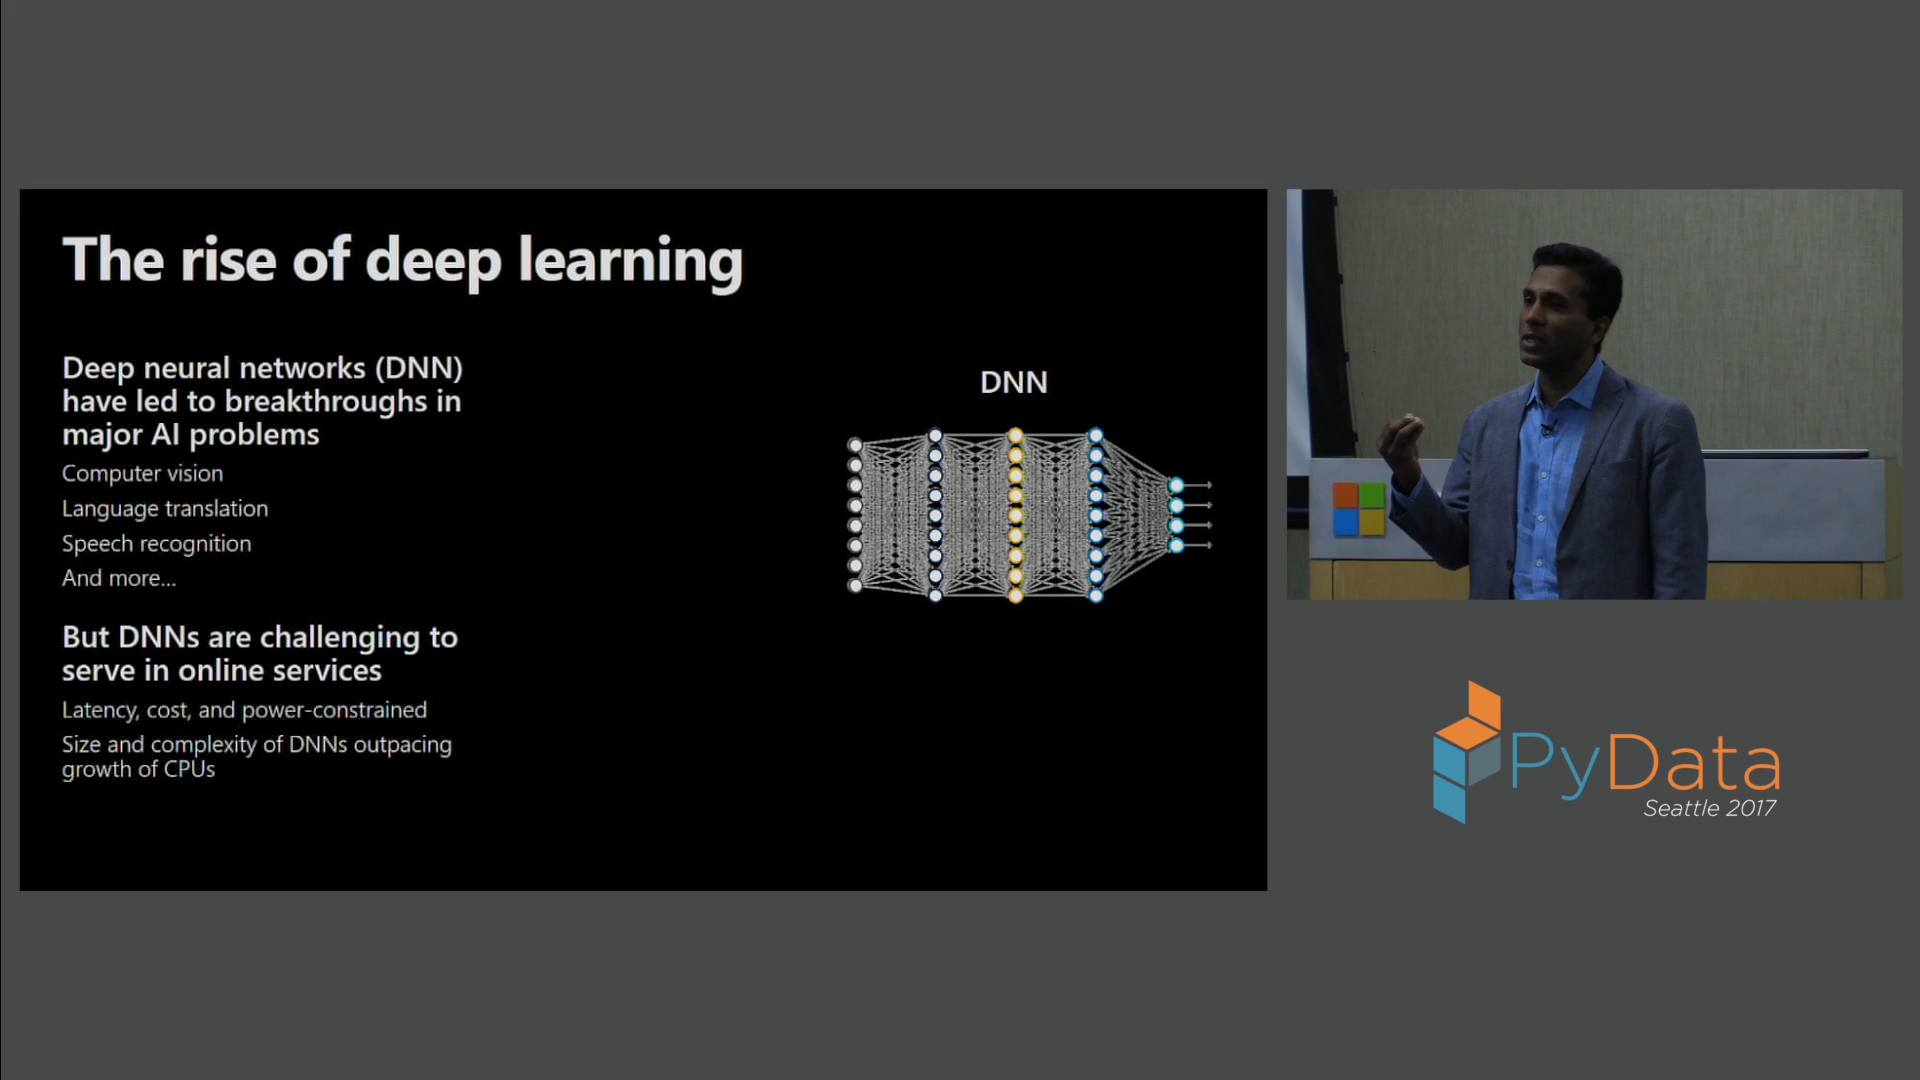 The rise of deep learning
Deep neural networks (DNN)
have led to breakthroughs in
major AI problems
Computer vision
Language translation
Speech recognition
And more...
But DNNs are challenging to
serve in online services
Latency, cost, and power-constrained
Size and complexity of DNNs outpacing
growth of CPUs
DNN
PyData
Seattle 2017